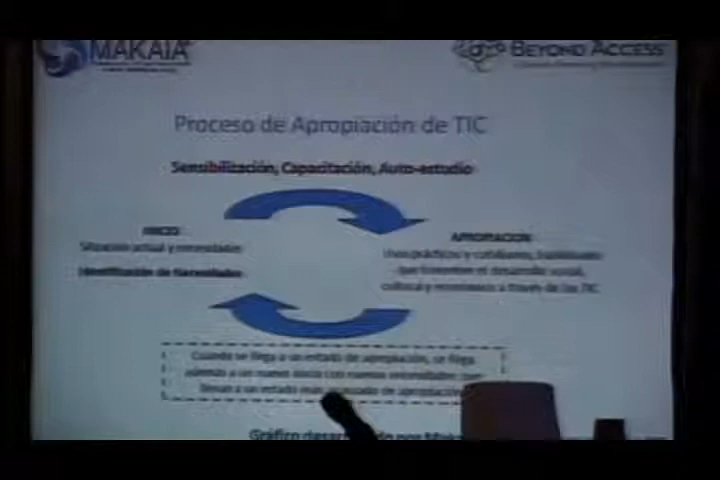 MAKAIA
BEYOND ACCESS
Proceso de Apropiación de TIC
Sensibilización, Capacitación, Auto-estudio
INICIO
Situación actual y necesidades
Identificación de Necesidades
APROPIACIÓN
Usos prácticos y cotidianos, habilidades
que fomenten el desarrollo social,
cultural y económico a través de las TIC
Cuando se llega a un estado de apropiación, se llega
además a un nuevo inicio con nuevas necesidades que
llevan a un estado más avanzado de apropiación
Gráfico desarrollado por Makaia